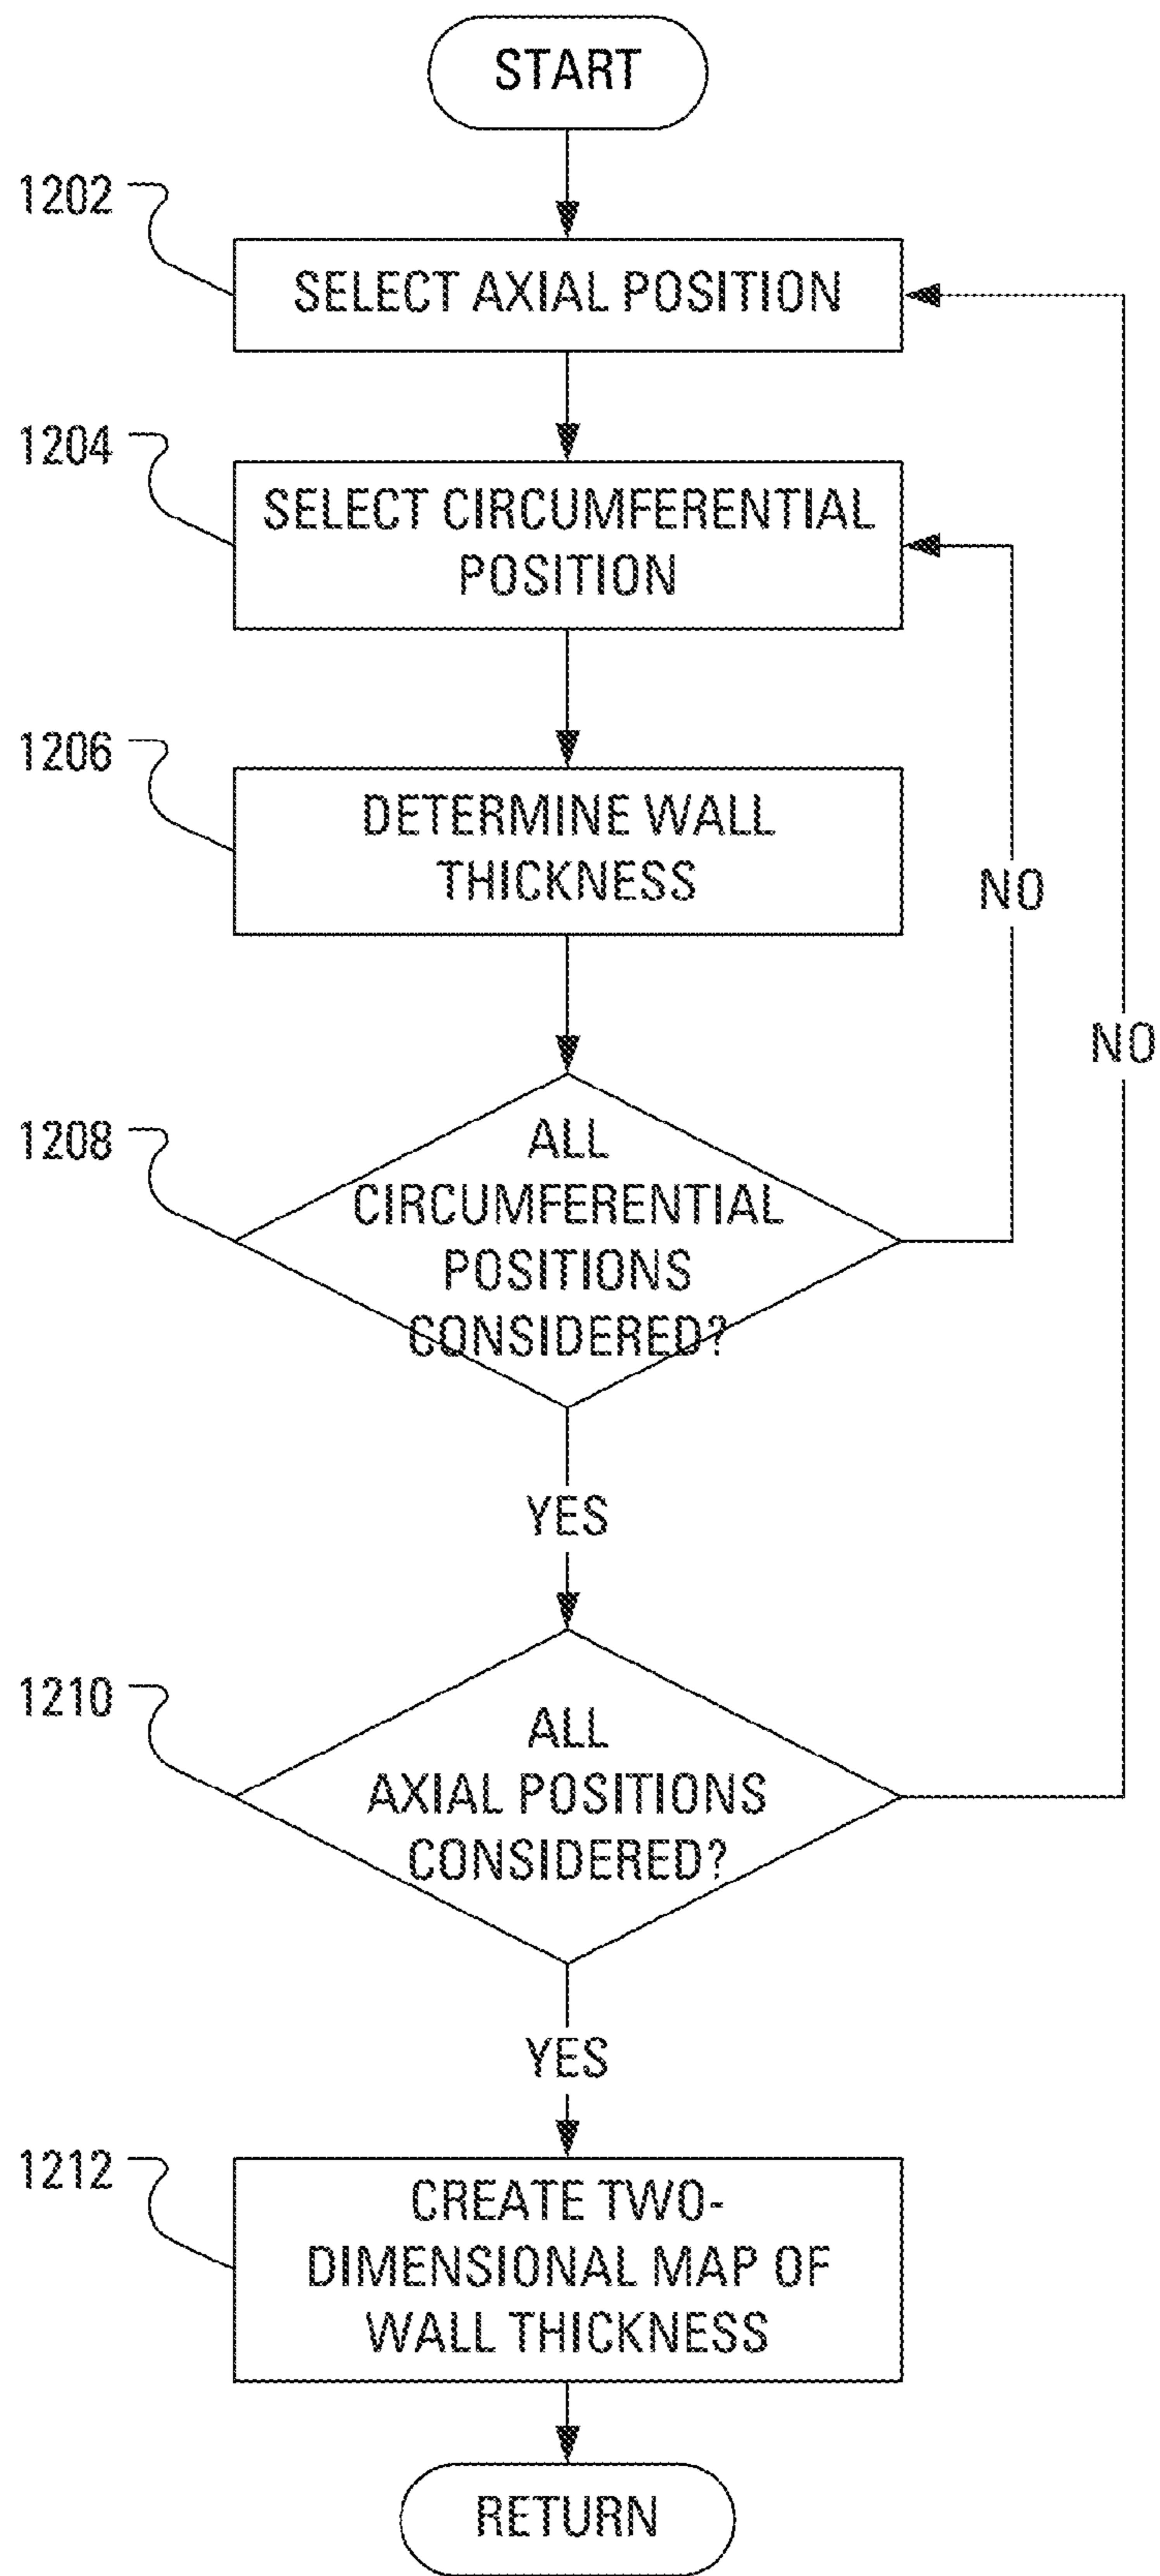 START
1202
SELECT AXIAL POSITION
1204
SELECT CIRCUMFERENTIAL
POSITION
1206
DETERMINE WALL
THICKNESS
NO
NO
1208
ALL
CIRCUMFERENTIAL
POSITIONS
CONSIDERED?
YES
1210
ALL
AXIAL POSITIONS
CONSIDERED?
YES
1212
CREATE TWO-
DIMENSIONAL MAP OF
WALL THICKNESS
RETURN